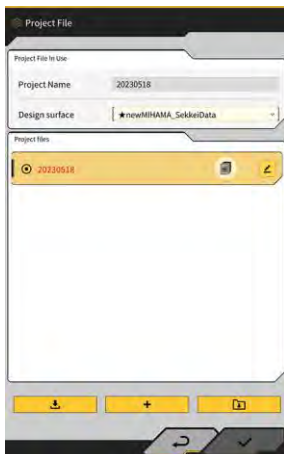 Project File
Project File In Use
Project Name 20230518
Design surface ★newMIHAMA_SekkeiData
Project files
20230518